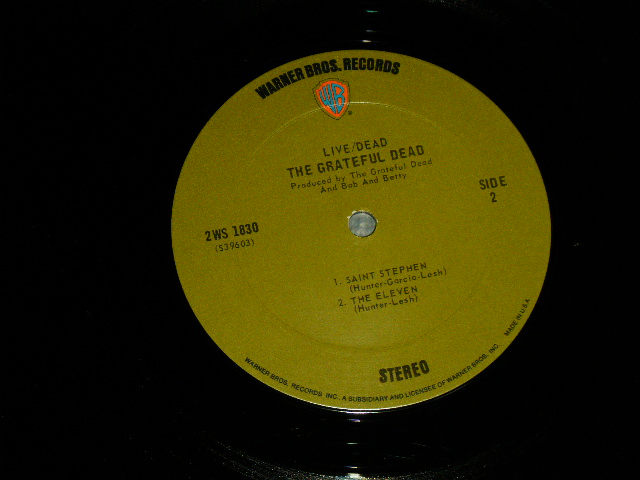 WARNER BROS. RECORDS
WB
LIVE/DEAD
THE GRATEFUL DEAD
Produced by The Grateful Dead
And Bob And Betty
SIDE
2
2WS 1830
(S39603)
1. SAINT STEPHEN
(Hunter-Garcia-Lesh)
2. THE ELEVEN
(Hunter-Lesh)
STEREO
WARNER BROS. RECORDS INC., A SUBSIDIARY AND LICENSEE OF WARNER BROS. INC. MADE IN U.S.A.